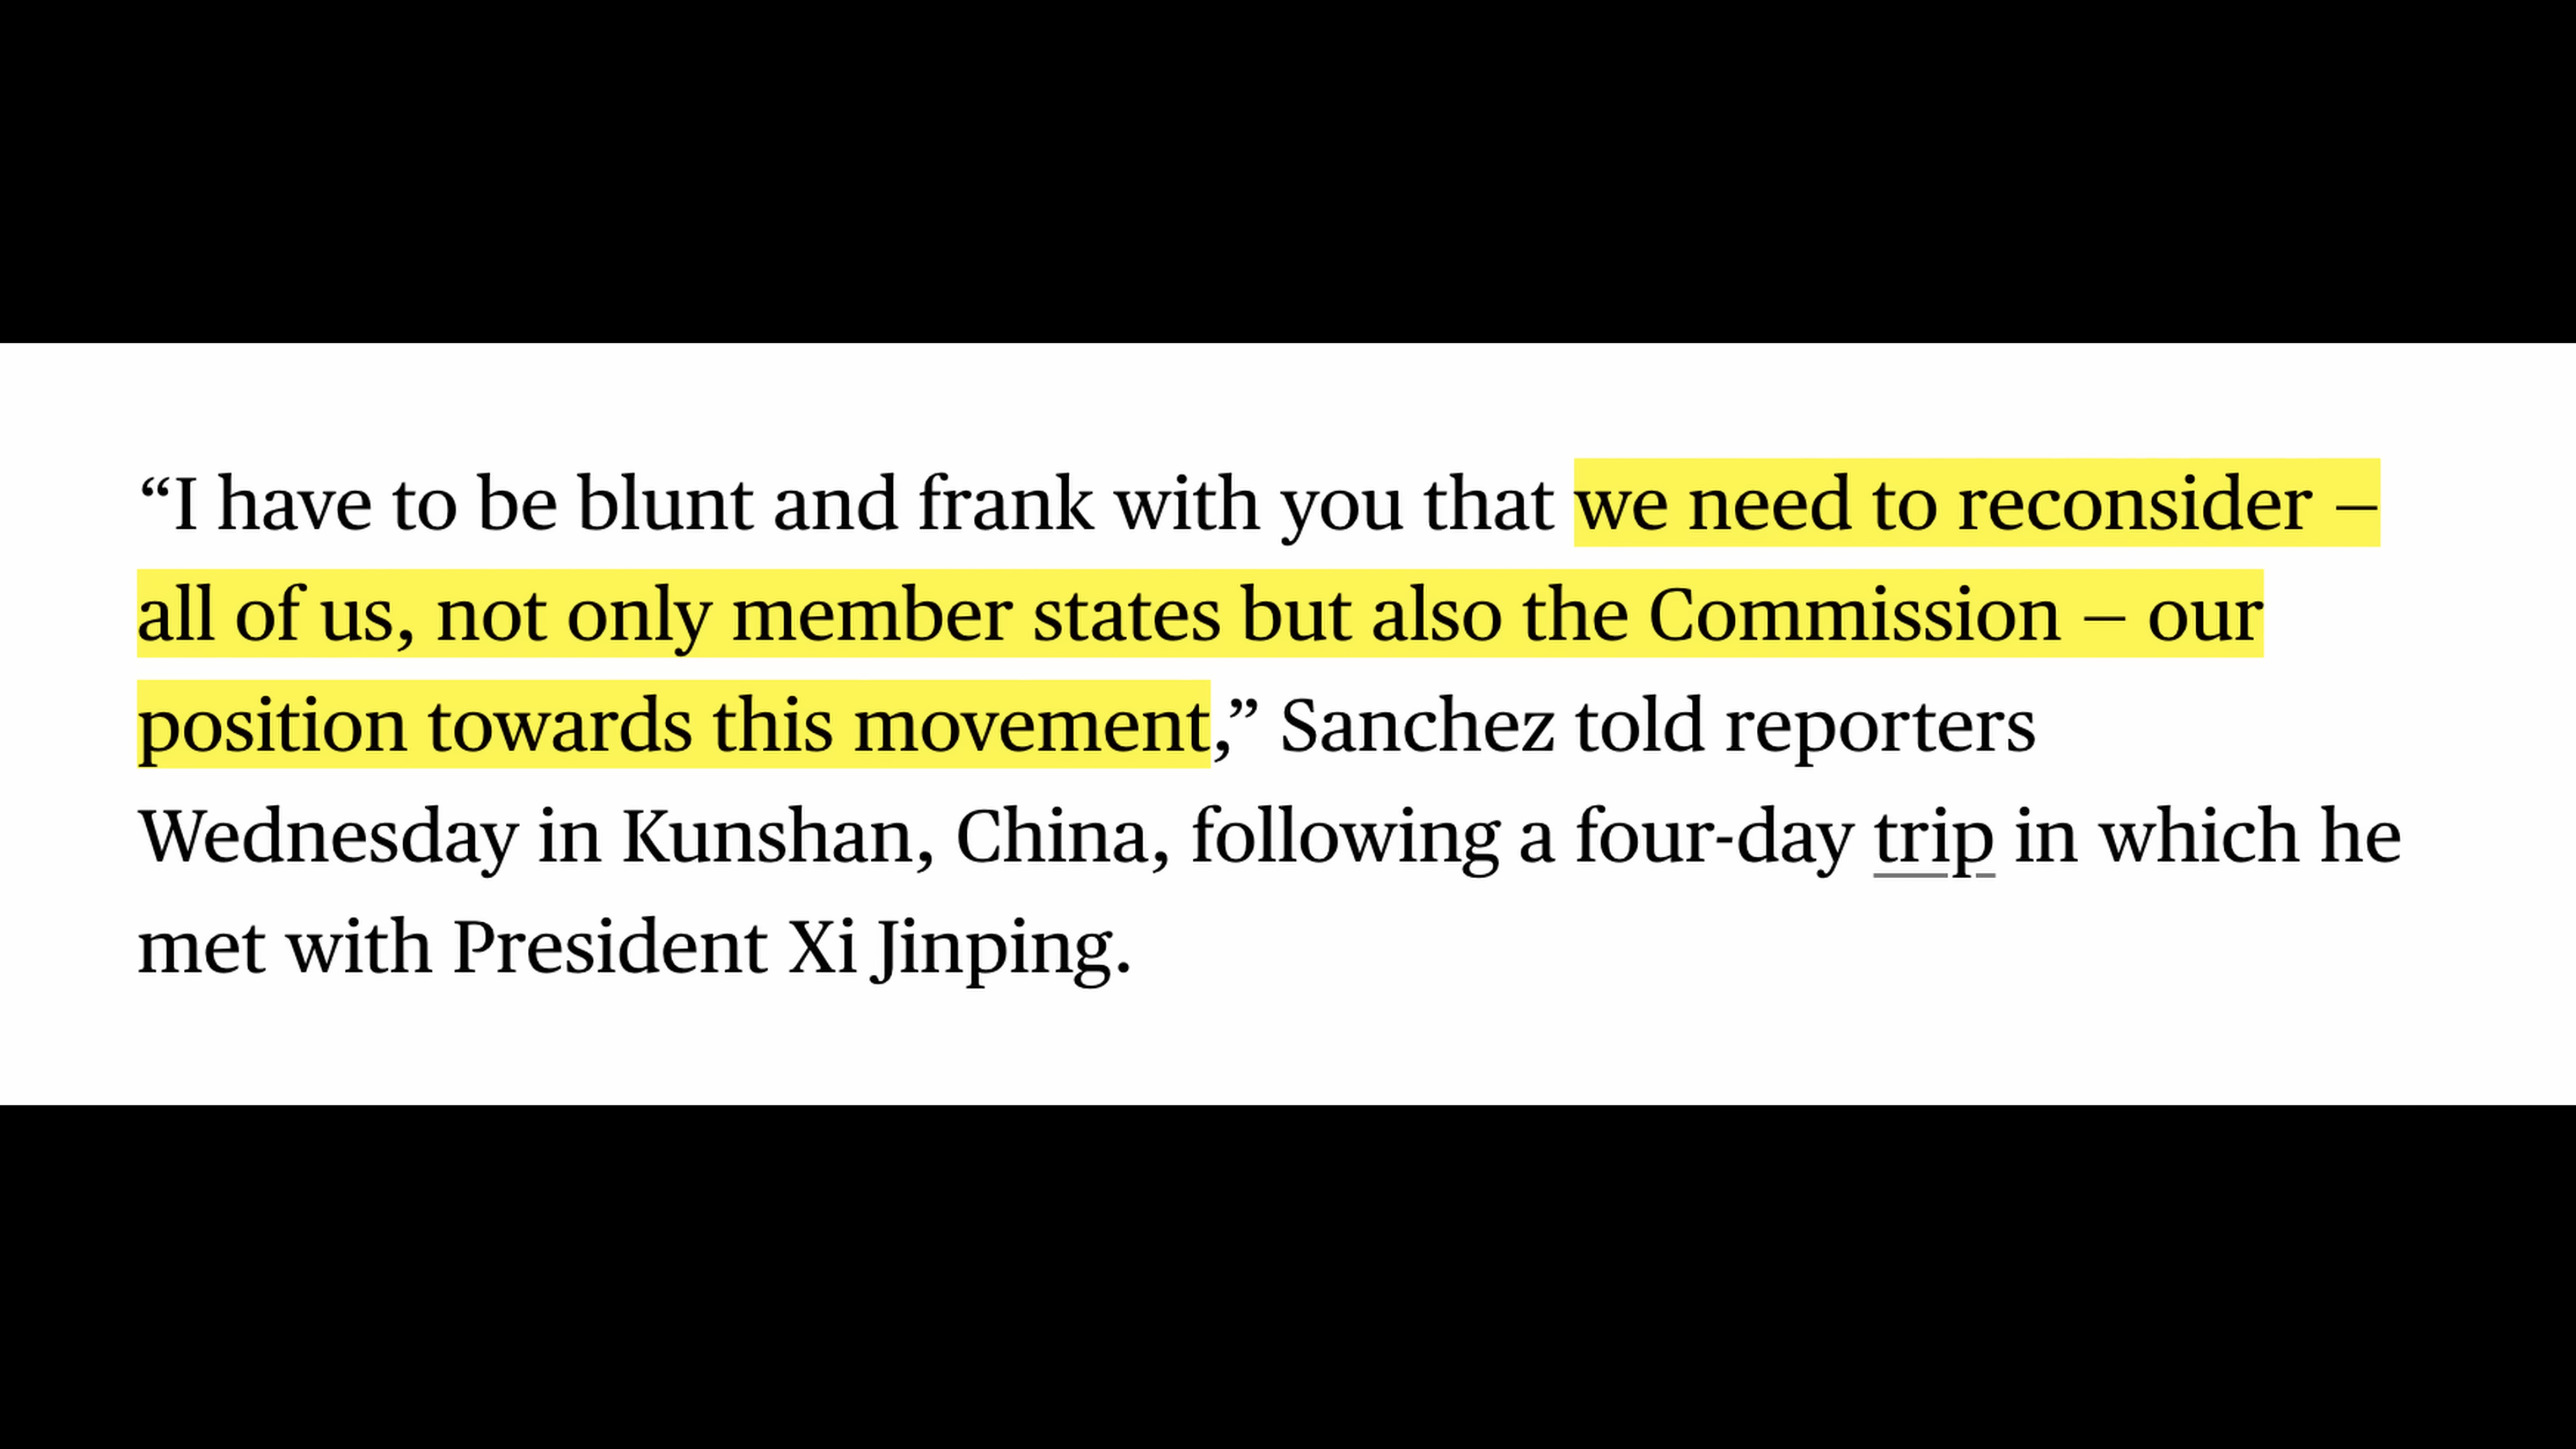 “I have to be blunt and frank with you that we need to reconsider –
all of us, not only member states but also the Commission – our
position towards this movement,” Sanchez told reporters
Wednesday in Kunshan, China, following a four-day trip in which he
met with President Xi Jinping.